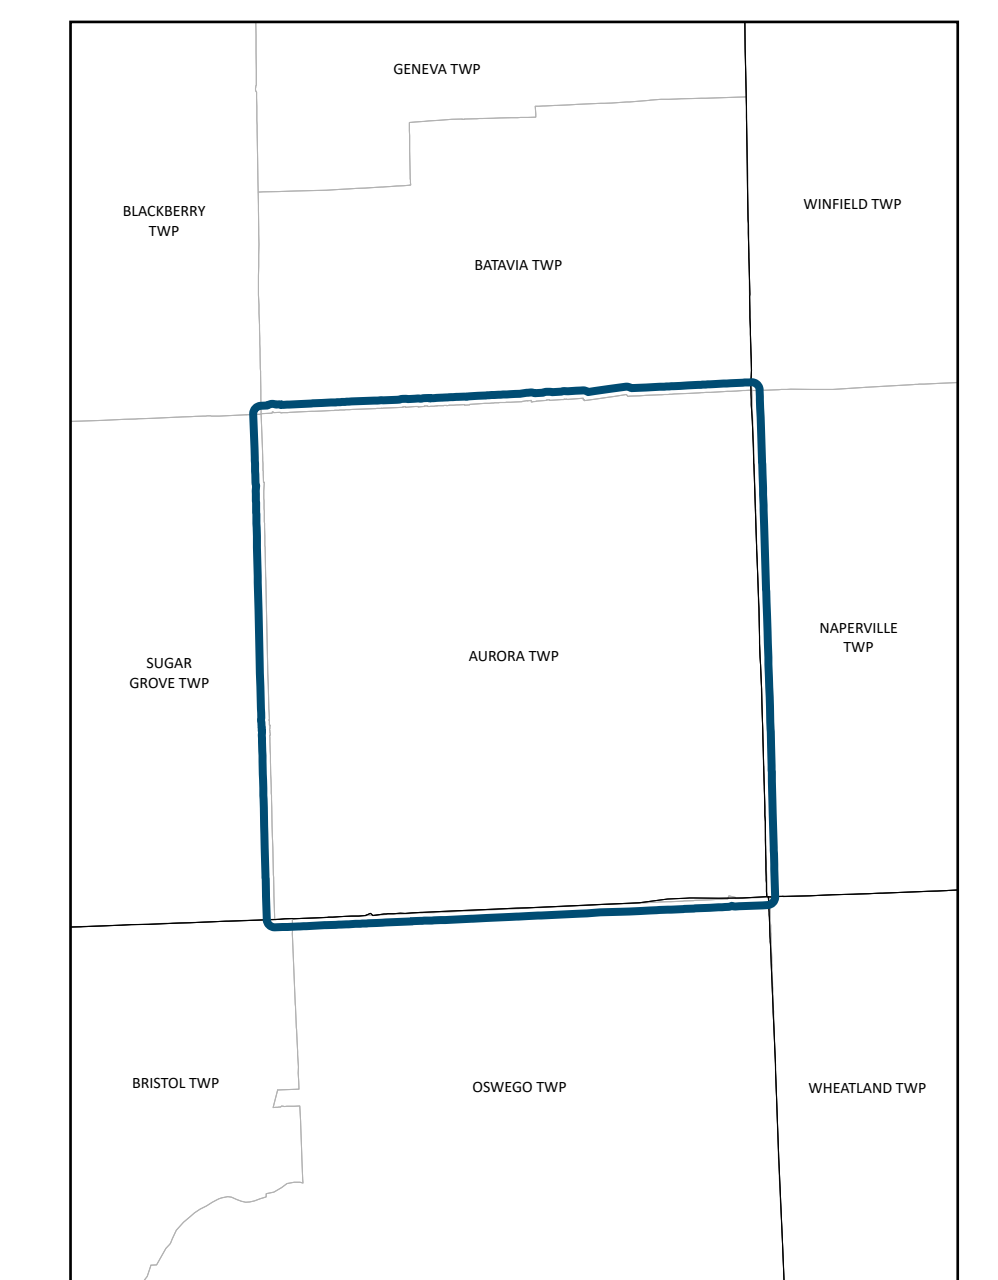 GENEVA TWP
BLACKBERRY
TWP
WINFIELD TWP
BATAVIA TWP
NAPERVILLE
TWP
AURORA TWP
SUGAR
GROVE TWP
BRISTOL TWP
OSWEGO TWP
WHEATLAND TWP